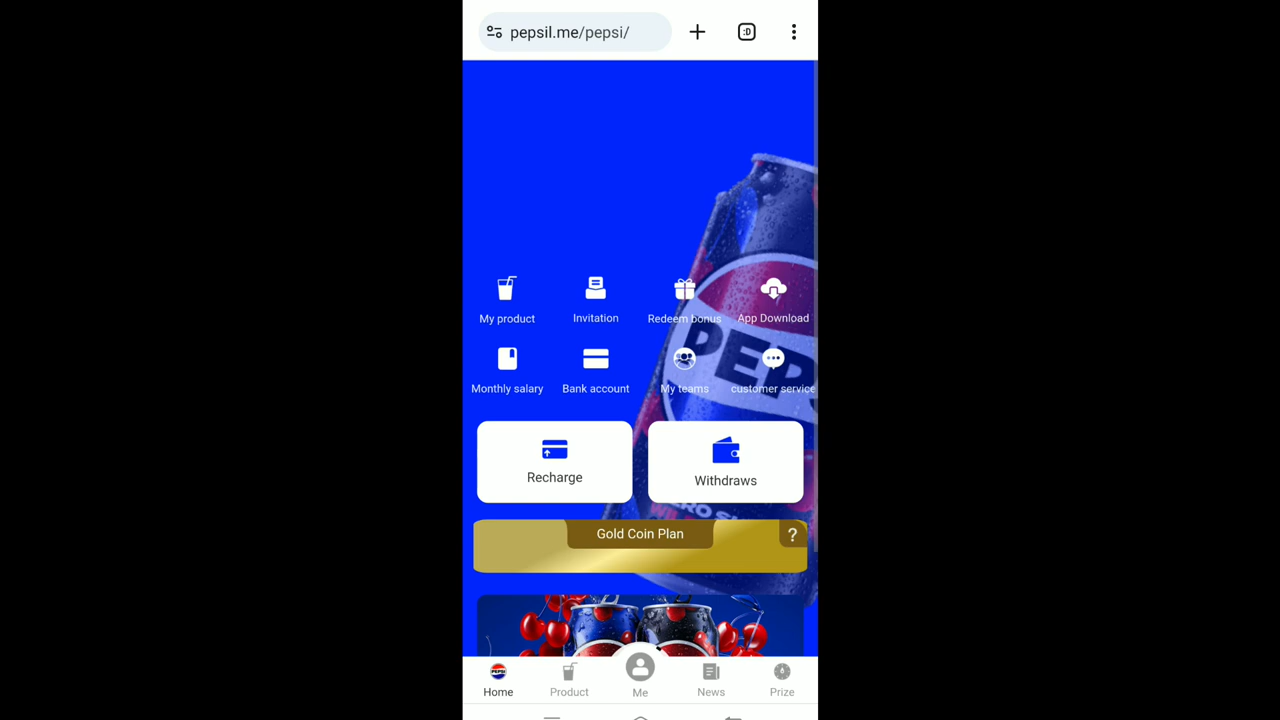 pepsil.me/pepsi/
:D
My product
Invitation
Redeem bonus
App Download
Monthly salary
Bank account
My teams
customer service
Recharge
Withdraws
Gold Coin Plan
?
PEPSI
Home
Product
Me
News
Prize